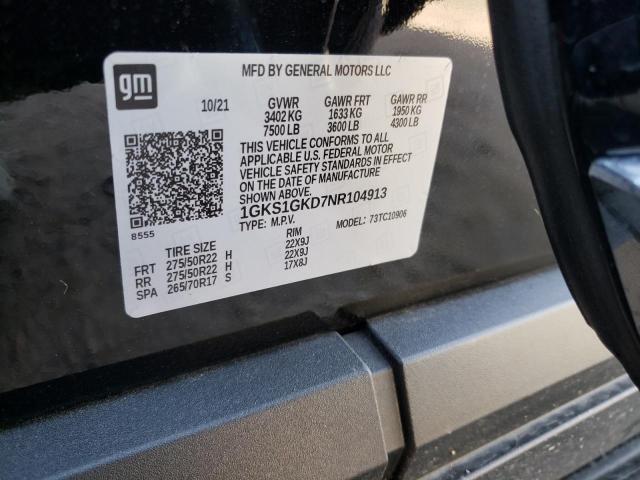 gm
MFD BY GENERAL MOTORS LLC
10/21 GVWR GAWR FRT GAWR RR
3402 KG 1633 KG 1950 KG
7500 LB 3600 LB 4300 LB
THIS VEHICLE CONFORMS TO ALL
APPLICABLE U.S. FEDERAL MOTOR
VEHICLE SAFETY STANDARDS IN EFFECT
ON THE DATE OF MANUFACTURE
SHOWN ABOVE.
1GKS1GKD7NR104913
TYPE: M.P.V. MODEL: 73TC10906
8555
TIRE SIZE RIM
FRT 275/50R22 H 22X9J
RR 275/50R22 H 22X9J
SPA 265/70R17 S 17X8J